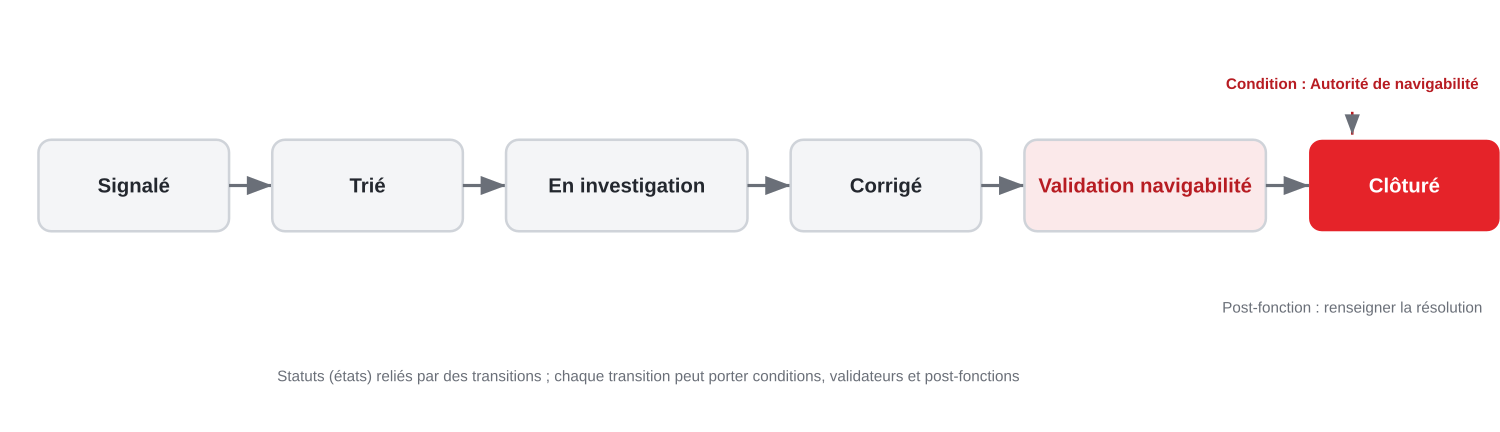 Condition : Autorité de navigabilité
Signalé
Trié
En investigation
Corrigé
Validation navigabilité
Clôturé
Post-fonction : renseigner la résolution
Statuts (états) reliés par des transitions ; chaque transition peut porter conditions, validateurs et post-fonctions